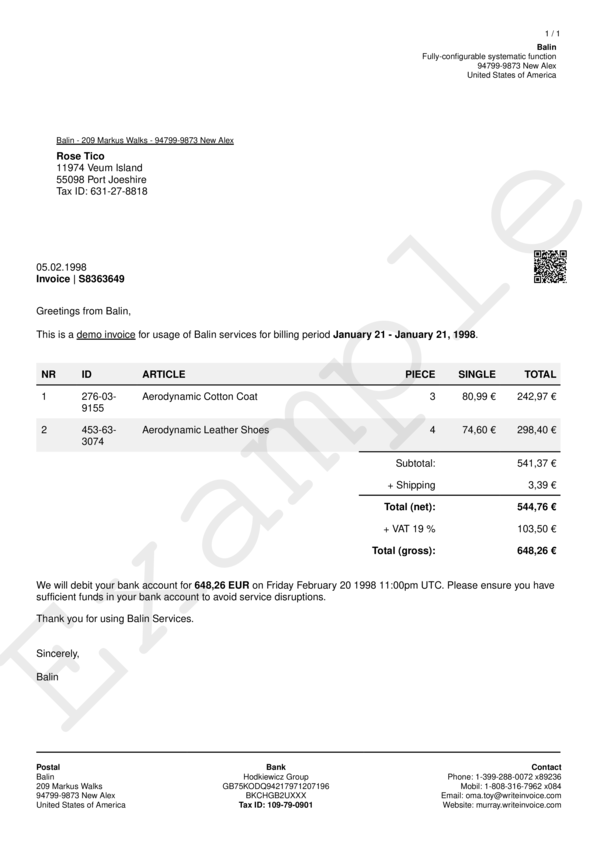 1 / 1
Balin
Fully-configurable systematic function
94799-9873 New Alex
United States of America
Balin - 209 Markus Walks - 94799-9873 New Alex
Rose Tico
11974 Veum Island
55098 Port Joeshire
Tax ID: 631-27-8818
05.02.1998
Invoice | S8363649
Greetings from Balin,
This is a demo invoice for usage of Balin services for billing period January 21 - January 21, 1998.
NR ID ARTICLE PIECE SINGLE TOTAL
1 276-03- Aerodynamic Cotton Coat 3 80,99 € 242,97 €
9155
2 453-63- Aerodynamic Leather Shoes 4 74,60 € 298,40 €
3074
Subtotal: 541,37 €
+ Shipping 3,39 €
Total (net): 544,76 €
+ VAT 19 % 103,50 €
Total (gross): 648,26 €
We will debit your bank account for 648,26 EUR on Friday February 20 1998 11:00pm UTC. Please ensure you have
sufficient funds in your bank account to avoid service disruptions.
Thank you for using Balin Services.
Sincerely,
Balin
Example
Postal Bank Contact
Balin Hodkiewicz Group Phone: 1-399-288-0072 x89236
209 Markus Walks GB75KODQ94217971207196 Mobil: 1-808-316-7962 x084
94799-9873 New Alex BKCHGB2UXXX Email: oma.toy@writeinvoice.com
United States of America Tax ID: 109-79-0901 Website: murray.writeinvoice.com